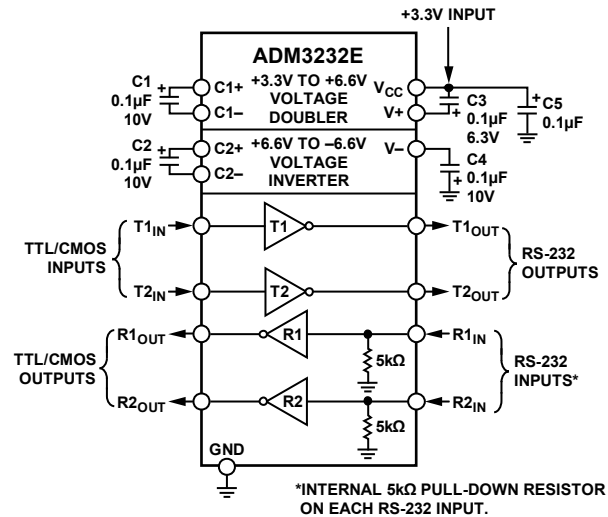 +3.3V INPUT
ADM3232E
C1
0.1µF
10V
+
C1+
C1–
+3.3V TO +6.6V
VOLTAGE
DOUBLER
VCC
V+
+
C3
0.1µF
6.3V
+
C5
0.1µF
C2
0.1µF
10V
+
C2+
C2–
+6.6V TO –6.6V
VOLTAGE
INVERTER
V–
+
C4
0.1µF
10V
TTL/CMOS
INPUTS
T1IN
T1
T1OUT
T2IN
T2
T2OUT
RS-232
OUTPUTS
TTL/CMOS
OUTPUTS
R1OUT
R1
R1IN
5kΩ
R2OUT
R2
R2IN
5kΩ
RS-232
INPUTS*
GND
*INTERNAL 5kΩ PULL-DOWN RESISTOR
ON EACH RS-232 INPUT.